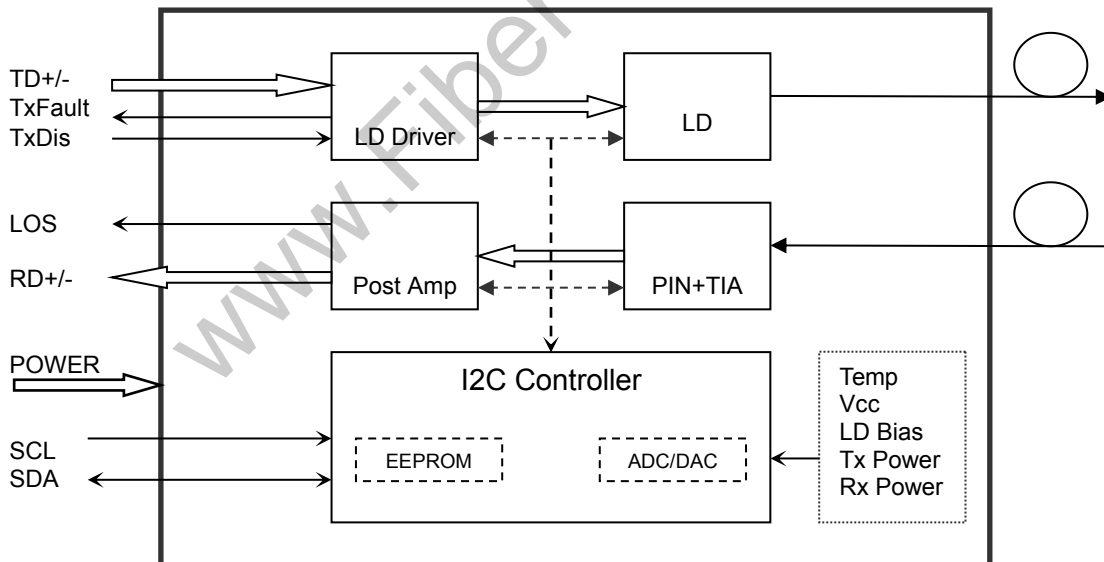 TD+/-
TxFault
TxDis
LD Driver
LD
LOS
RD+/-
Post Amp
PIN+TIA
POWER
I2C Controller
SCL
SDA
EEPROM
ADC/DAC
Temp
Vcc
LD Bias
Tx Power
Rx Power
www.Fiber